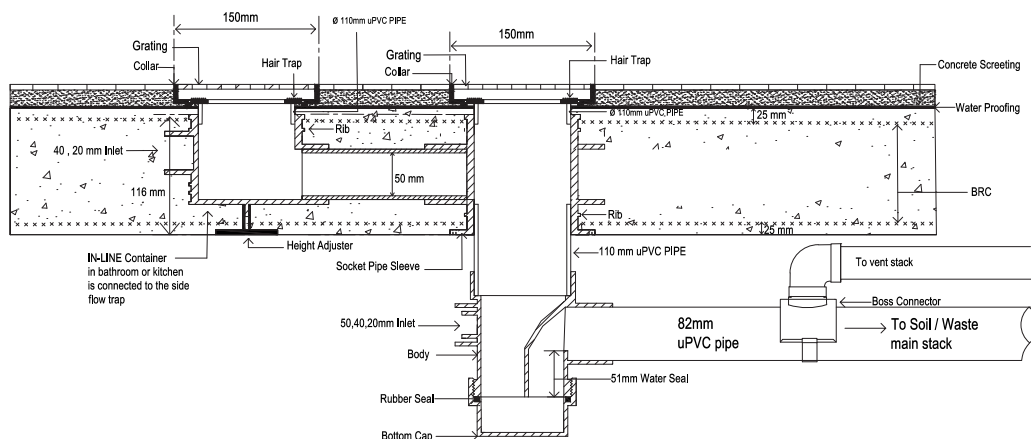 150mm
Ø 110mm uPVC PIPE
150mm
Grating
Collar
Hair Trap
Grating
Collar
Hair Trap
Concrete Screeting
Water Proofing
Ø 110mm uPVC PIPE
25 mm
Rib
40 , 20 mm Inlet
50 mm
116 mm
BRC
Rib
25 mm
Height Adjuster
IN-LINE Container
in bathroom or kitchen
is connected to the side
flow trap
Socket Pipe Sleeve
110 mm uPVC PIPE
To vent stack
Boss Connector
50,40,20mm Inlet
82mm
uPVC pipe
To Soil / Waste
main stack
Body
51mm Water Seal
Rubber Seal
Bottom Cap